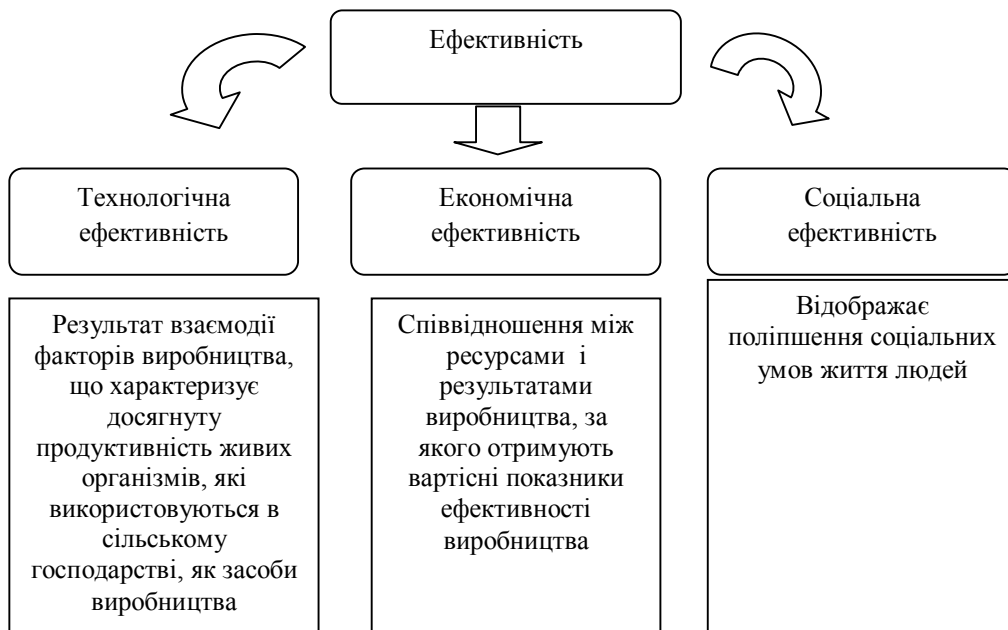 Ефективність
Технологічна
ефективність
Економічна
ефективність
Соціальна
ефективність
Результат взаємодії
факторів виробництва,
що характеризує
досягнуту
продуктивність живих
організмів, які
використовуються в
сільському
господарстві, як засоби
виробництва
Співвідношення між
ресурсами і
результатами
виробництва, за
якого отримують
вартісні показники
ефективності
виробництва
Відображає
поліпшення соціальних
умов життя людей